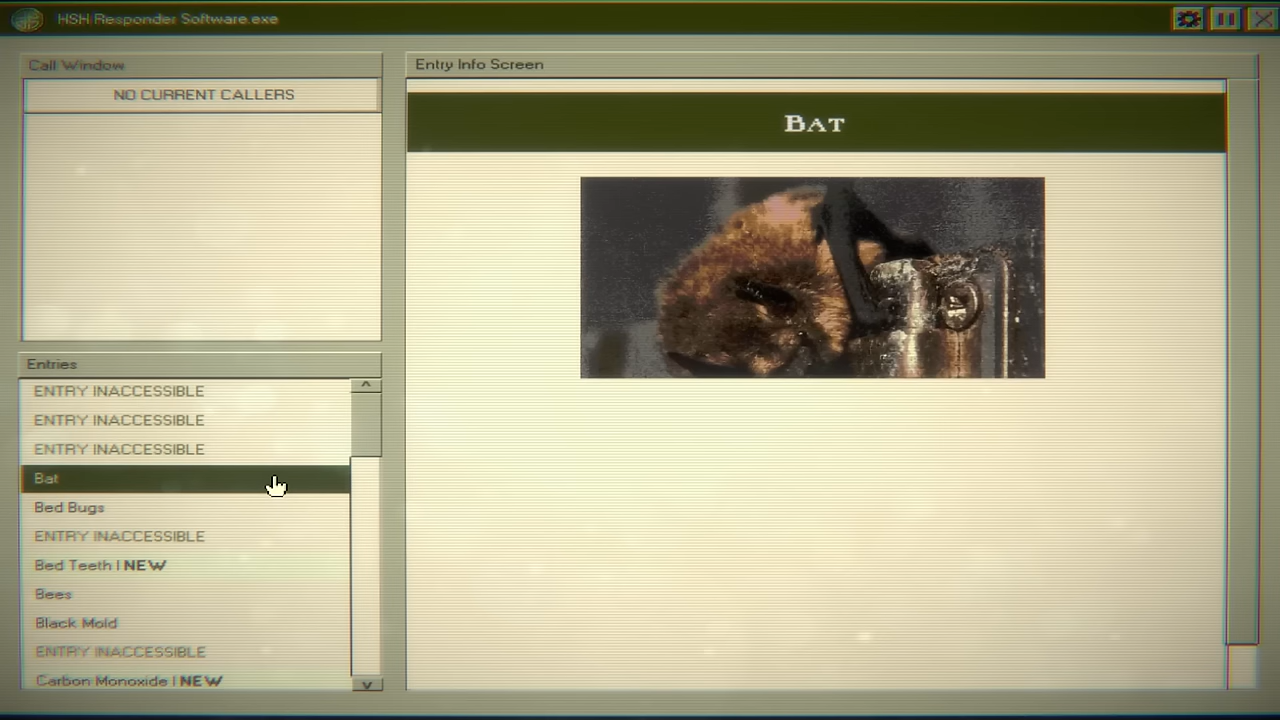 HSH Responder Software.exe
Call Window
NO CURRENT CALLERS
Entries
ENTRY INACCESSIBLE
ENTRY INACCESSIBLE
ENTRY INACCESSIBLE
Bat
Bed Bugs
ENTRY INACCESSIBLE
Bed Teeth | NEW
Bees
Black Mold
ENTRY INACCESSIBLE
Carbon Monoxide | NEW
Entry Info Screen
BAT